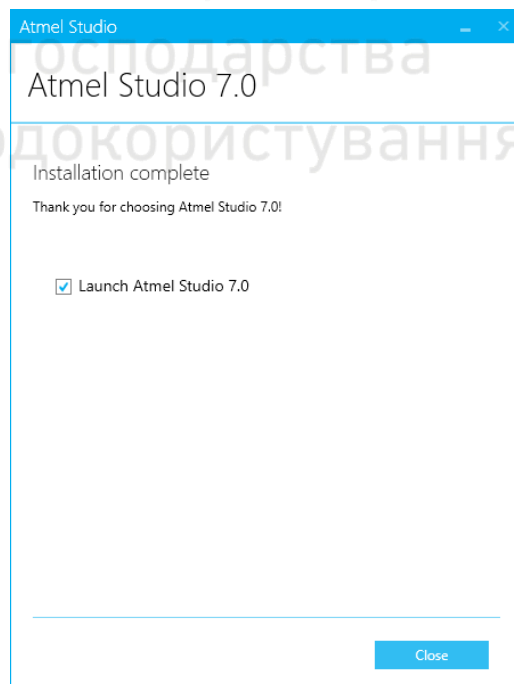 Atmel Studio
господарства
Atmel Studio 7.0
Installation complete
Thank you for choosing Atmel Studio 7.0!
Launch Atmel Studio 7.0
Close